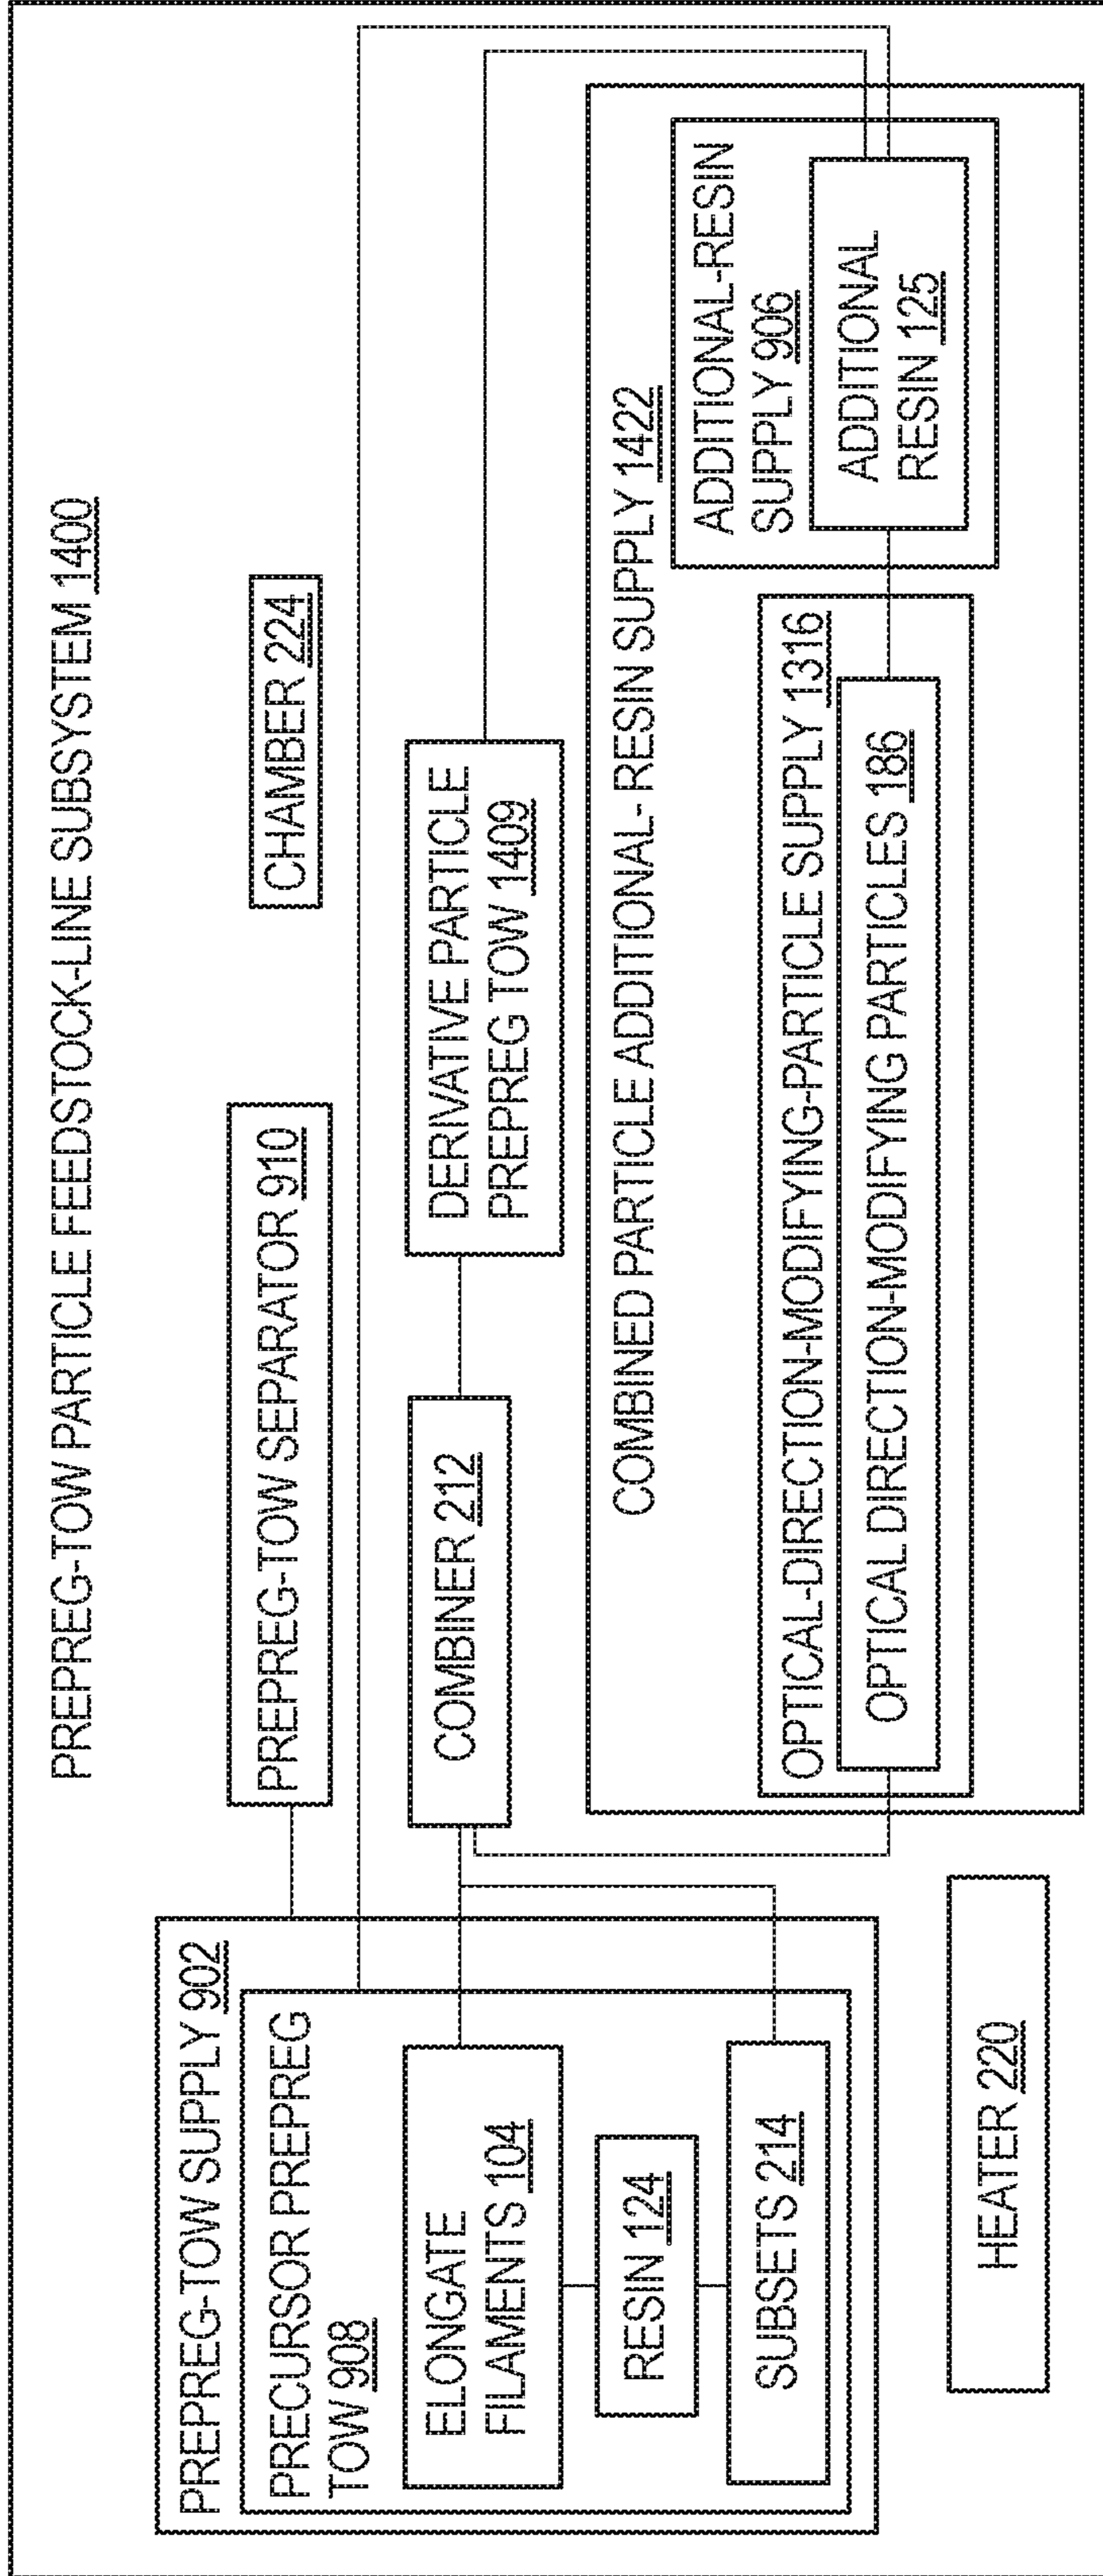 PREPREG-TOW PARTICLE FEEDSTOCK-LINE SUBSYSTEM 1400
PREPREG-TOW SUPPLY 902
PRECURSOR PREPREG
TOW 908
ELONGATE
FILAMENTS 104
RESIN 124
SUBSETS 214
HEATER 220
PREPREG-TOW SEPARATOR 910
CHAMBER 224
COMBINER 212
DERIVATIVE PARTICLE
PREPREG TOW 1409
COMBINED PARTICLE ADDITIONAL- RESIN SUPPLY 1422
OPTICAL-DIRECTION-MODIFYING-PARTICLE SUPPLY 1316
OPTICAL DIRECTION-MODIFYING PARTICLES 186
ADDITIONAL-RESIN
SUPPLY 906
ADDITIONAL
RESIN 125